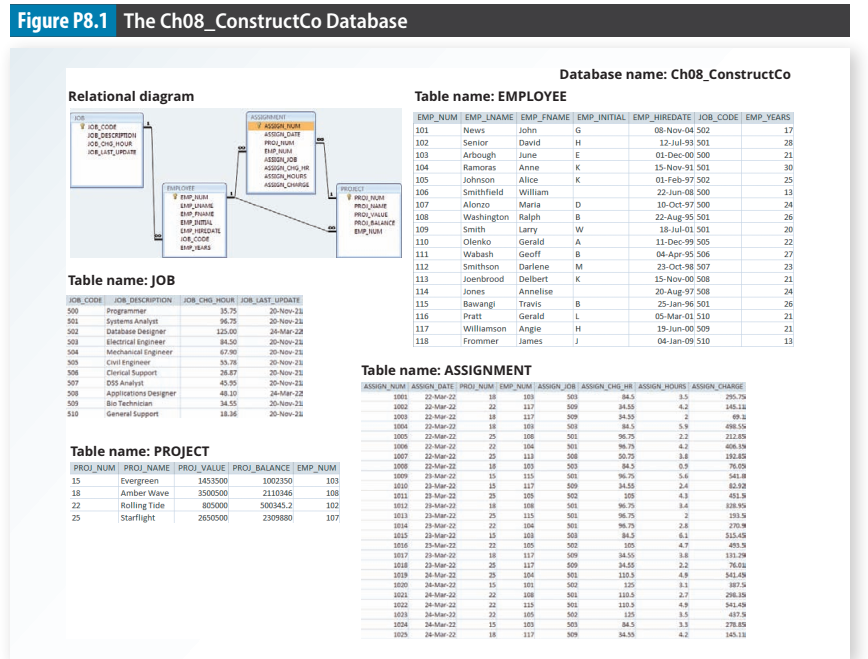 Figure P8.1 The Ch08_ConstructCo Database
Database name: Ch08_ConstructCo
Relational diagram
JOB
JOB_CODE
JOB_DESCRIPTION
JOB_CHG_HOUR
JOB_LAST_UPDATE
EMPLOYEE
EMP_NUM
EMP_LNAME
EMP_FNAME
EMP_INITIAL
EMP_HIREDATE
JOB_CODE
EMP_YEARS
ASSIGNMENT
ASSIGN_NUM
ASSIGN_DATE
PROJ_NUM
EMP_NUM
ASSIGN_JOB
ASSIGN_CHG_HR
ASSIGN_HOURS
ASSIGN_CHARGE
PROJECT
PROJ_NUM
PROJ_NAME
PROJ_VALUE
PROJ_BALANCE
EMP_NUM
Table name: EMPLOYEE
EMP_NUM EMP_LNAME EMP_FNAME EMP_INITIAL EMP_HIREDATE JOB_CODE EMP_YEARS
101 News John G 08-Nov-04 502 17
102 Senior David H 12-Jul-93 501 28
103 Arbough June E 01-Dec-00 500 21
104 Ramoras Anne K 15-Nov-91 501 30
105 Johnson Alice K 01-Feb-97 502 25
106 Smithfield William 22-Jun-08 500 13
107 Alonzo Maria D 10-Oct-97 500 24
108 Washington Ralph B 22-Aug-95 501 26
109 Smith Larry W 18-Jul-01 501 20
110 Olenko Gerald A 11-Dec-99 505 22
111 Wabash Geoff B 04-Apr-95 506 27
112 Smithson Darlene M 23-Oct-98 507 23
113 Joenbrood Delbert K 15-Nov-00 508 21
114 Jones Annelise 20-Aug-97 508 24
115 Bawangi Travis B 25-Jan-96 501 26
116 Pratt Gerald L 05-Mar-01 510 21
117 Williamson Angie H 19-Jun-00 509 21
118 Frommer James J 04-Jan-09 510 13
Table name: JOB
JOB_CODE JOB_DESCRIPTION JOB_CHG_HOUR JOB_LAST_UPDATE
500 Programmer 35.75 20-Nov-21
501 Systems Analyst 96.75 20-Nov-21
502 Database Designer 125.00 24-Mar-22
503 Electrical Engineer 84.50 20-Nov-21
504 Mechanical Engineer 67.90 20-Nov-21
505 Civil Engineer 55.78 20-Nov-21
506 Clerical Support 26.87 20-Nov-21
507 DSS Analyst 45.95 20-Nov-21
508 Applications Designer 48.10 24-Mar-22
509 Bio Technician 34.55 20-Nov-21
510 General Support 18.36 20-Nov-21
Table name: PROJECT
PROJ_NUM PROJ_NAME PROJ_VALUE PROJ_BALANCE EMP_NUM
15 Evergreen 1453500 1002350 103
18 Amber Wave 3500500 2110346 108
22 Rolling Tide 805000 500345.2 102
25 Starflight 2650500 2309880 107
Table name: ASSIGNMENT
ASSIGN_NUM ASSIGN_DATE PROJ_NUM EMP_NUM ASSIGN_JOB ASSIGN_CHG_HR ASSIGN_HOURS ASSIGN_CHARGE
1001 22-Mar-22 18 103 503 84.5 3.5 295.75
1002 22-Mar-22 22 117 509 34.55 4.2 145.11
1003 22-Mar-22 18 117 509 34.55 2 69.1
1004 22-Mar-22 18 103 503 84.5 5.9 498.55
1005 22-Mar-22 25 108 501 96.75 2.2 212.85
1006 22-Mar-22 22 104 501 96.75 4.2 406.35
1007 22-Mar-22 25 113 508 50.75 3.8 192.85
1008 22-Mar-22 18 103 503 84.5 0.9 76.05
1009 23-Mar-22 15 115 501 96.75 5.6 541.8
1010 23-Mar-22 15 117 509 34.55 2.4 82.92
1011 23-Mar-22 25 105 502 105 4.3 451.5
1012 23-Mar-22 18 108 501 96.75 3.4 328.95
1013 23-Mar-22 25 115 501 96.75 2 193.5
1014 23-Mar-22 22 104 501 96.75 2.8 270.9
1015 23-Mar-22 15 103 503 84.5 6.1 515.45
1016 23-Mar-22 22 105 502 105 4.7 493.5
1017 23-Mar-22 18 117 509 34.55 3.8 131.29
1018 23-Mar-22 25 117 509 34.55 2.2 76.01
1019 24-Mar-22 25 104 501 110.5 4.9 541.45
1020 24-Mar-22 15 101 502 125 3.1 387.5
1021 24-Mar-22 22 108 501 110.5 2.7 298.35
1022 24-Mar-22 22 115 501 110.5 4.9 541.45
1023 24-Mar-22 22 105 502 125 3.5 437.5
1024 24-Mar-22 15 103 503 84.5 3.3 278.85
1025 24-Mar-22 18 117 509 34.55 4.2 145.11